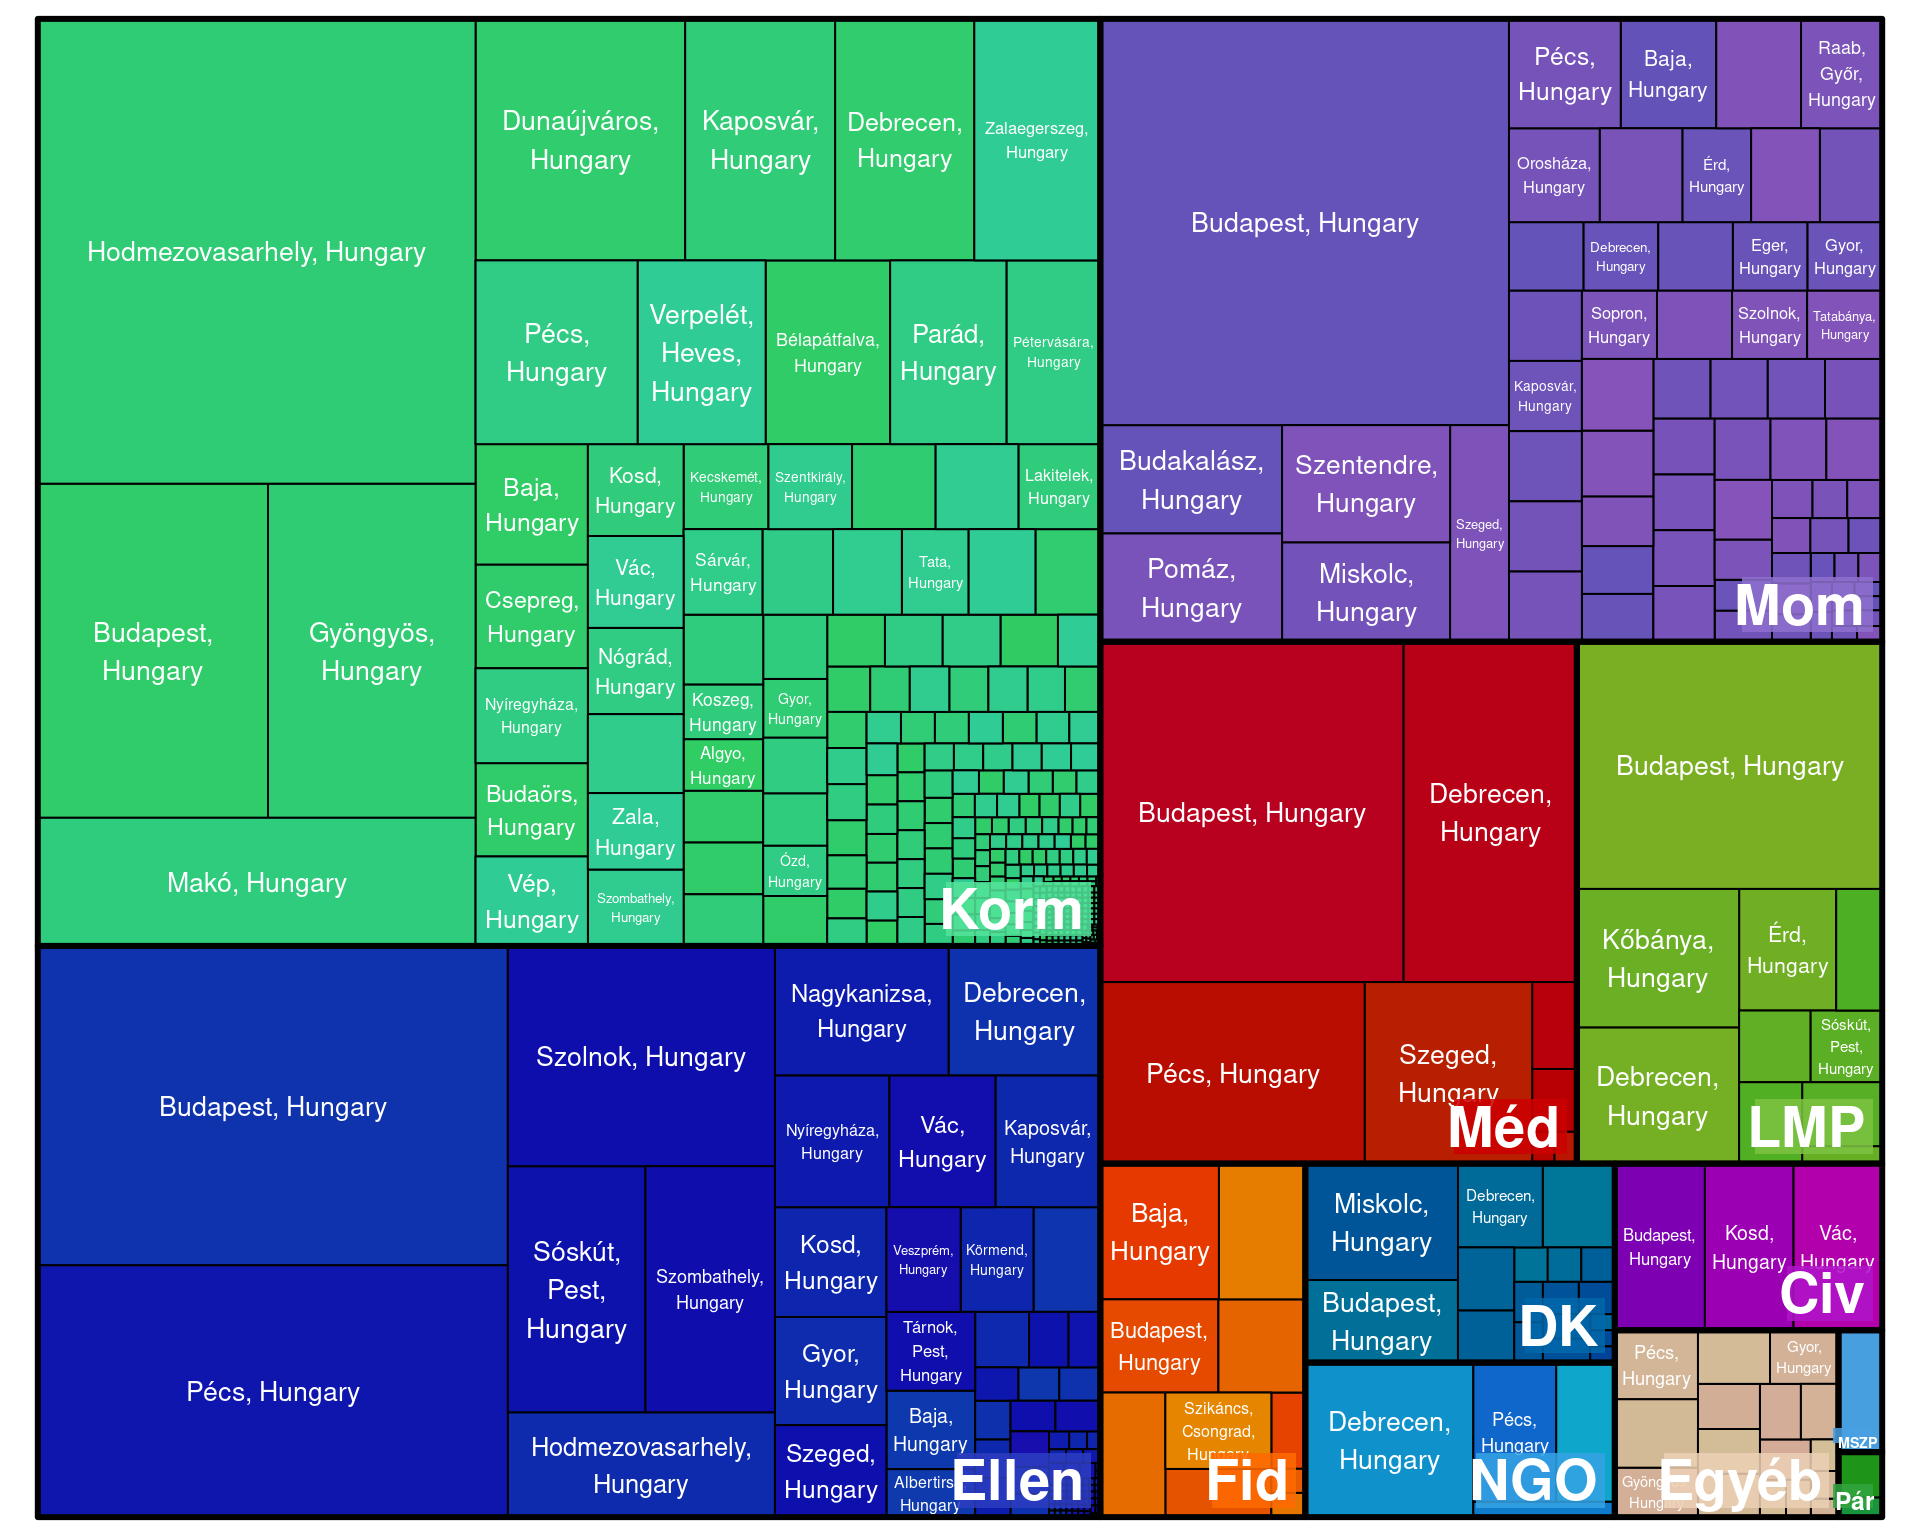 Hodmezovasarhely, Hungary
Budapest,
Hungary
Gyöngyös,
Hungary
Makó, Hungary
Dunaújváros,
Hungary
Kaposvár,
Hungary
Debrecen,
Hungary
Zalaegerszeg,
Hungary
Pécs,
Hungary
Verpelét,
Heves,
Hungary
Bélapátfalva,
Hungary
Parád,
Hungary
Pétervására,
Hungary
Baja,
Hungary
Csepreg,
Hungary
Nyíregyháza,
Hungary
Budaörs,
Hungary
Vép,
Hungary
Kosd,
Hungary
Vác,
Hungary
Nógrád,
Hungary
Zala,
Hungary
Szombathely,
Hungary
Kecskemét,
Hungary
Szentkirály,
Hungary
Lakitelek,
Hungary
Sárvár,
Hungary
Tata,
Hungary
Koszeg,
Hungary
Gyor,
Hungary
Algyo,
Hungary
Ózd,
Hungary
Korm
Budapest, Hungary
Pécs,
Hungary
Baja,
Hungary
Raab,
Győr,
Hungary
Orosháza,
Hungary
Érd,
Hungary
Debrecen,
Hungary
Eger,
Hungary
Gyor,
Hungary
Sopron,
Hungary
Szolnok,
Hungary
Tatabánya,
Hungary
Kaposvár,
Hungary
Budakalász,
Hungary
Szentendre,
Hungary
Szeged,
Hungary
Pomáz,
Hungary
Miskolc,
Hungary
Mom
Budapest, Hungary
Debrecen,
Hungary
Pécs, Hungary
Szeged,
Hungary
Méd
Budapest, Hungary
Kőbánya,
Hungary
Érd,
Hungary
Debrecen,
Hungary
Sóskút,
Pest,
Hungary
LMP
Budapest, Hungary
Pécs, Hungary
Szolnok, Hungary
Sóskút,
Pest,
Hungary
Szombathely,
Hungary
Hodmezovasarhely,
Hungary
Nagykanizsa,
Hungary
Debrecen,
Hungary
Nyíregyháza,
Hungary
Vác,
Hungary
Kaposvár,
Hungary
Kosd,
Hungary
Veszprém,
Hungary
Körmend,
Hungary
Gyor,
Hungary
Tárnok,
Pest,
Hungary
Baja,
Hungary
Szeged,
Hungary
Albertirs
Hungary
Ellen
Baja,
Hungary
Budapest,
Hungary
Szikáncs,
Csongrad,
Hungary
Fid
Miskolc,
Hungary
Debrecen,
Hungary
Budapest,
Hungary
DK
Debrecen,
Hungary
Pécs,
Hungary
NGO
Budapest,
Hungary
Kosd,
Hungary
Vác,
Hungary
Civ
Pécs,
Hungary
Gyor,
Hungary
Gyöng
Hungary
Egyéb
MSZP
Pár